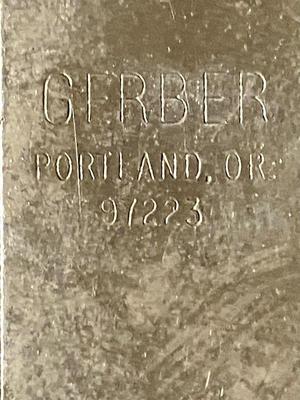 GERBER
PORTLAND, OR.
97223